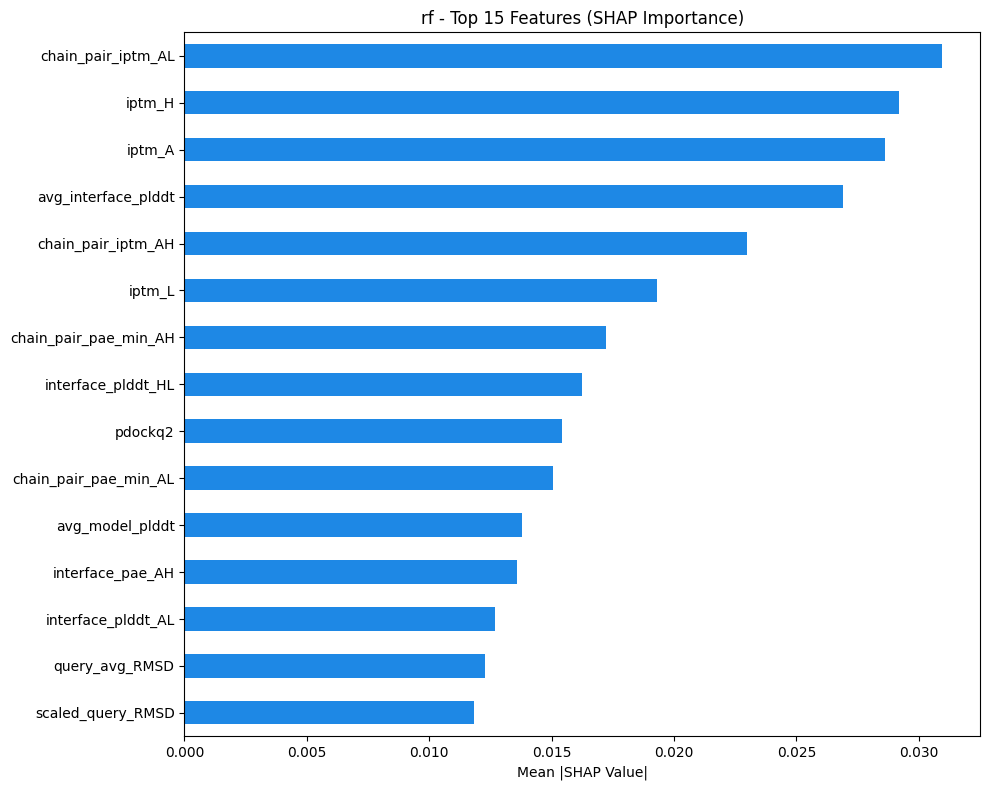 rf - Top 15 Features (SHAP Importance)
chain_pair_iptm_AL
iptm_H
iptm_A
avg_interface_plddt
chain_pair_iptm_AH
iptm_L
chain_pair_pae_min_AH
interface_plddt_HL
pdockq2
chain_pair_pae_min_AL
avg_model_plddt
interface_pae_AH
interface_plddt_AL
query_avg_RMSD
scaled_query_RMSD
0.000 0.005 0.010 0.015 0.020 0.025 0.030
Mean |SHAP Value|